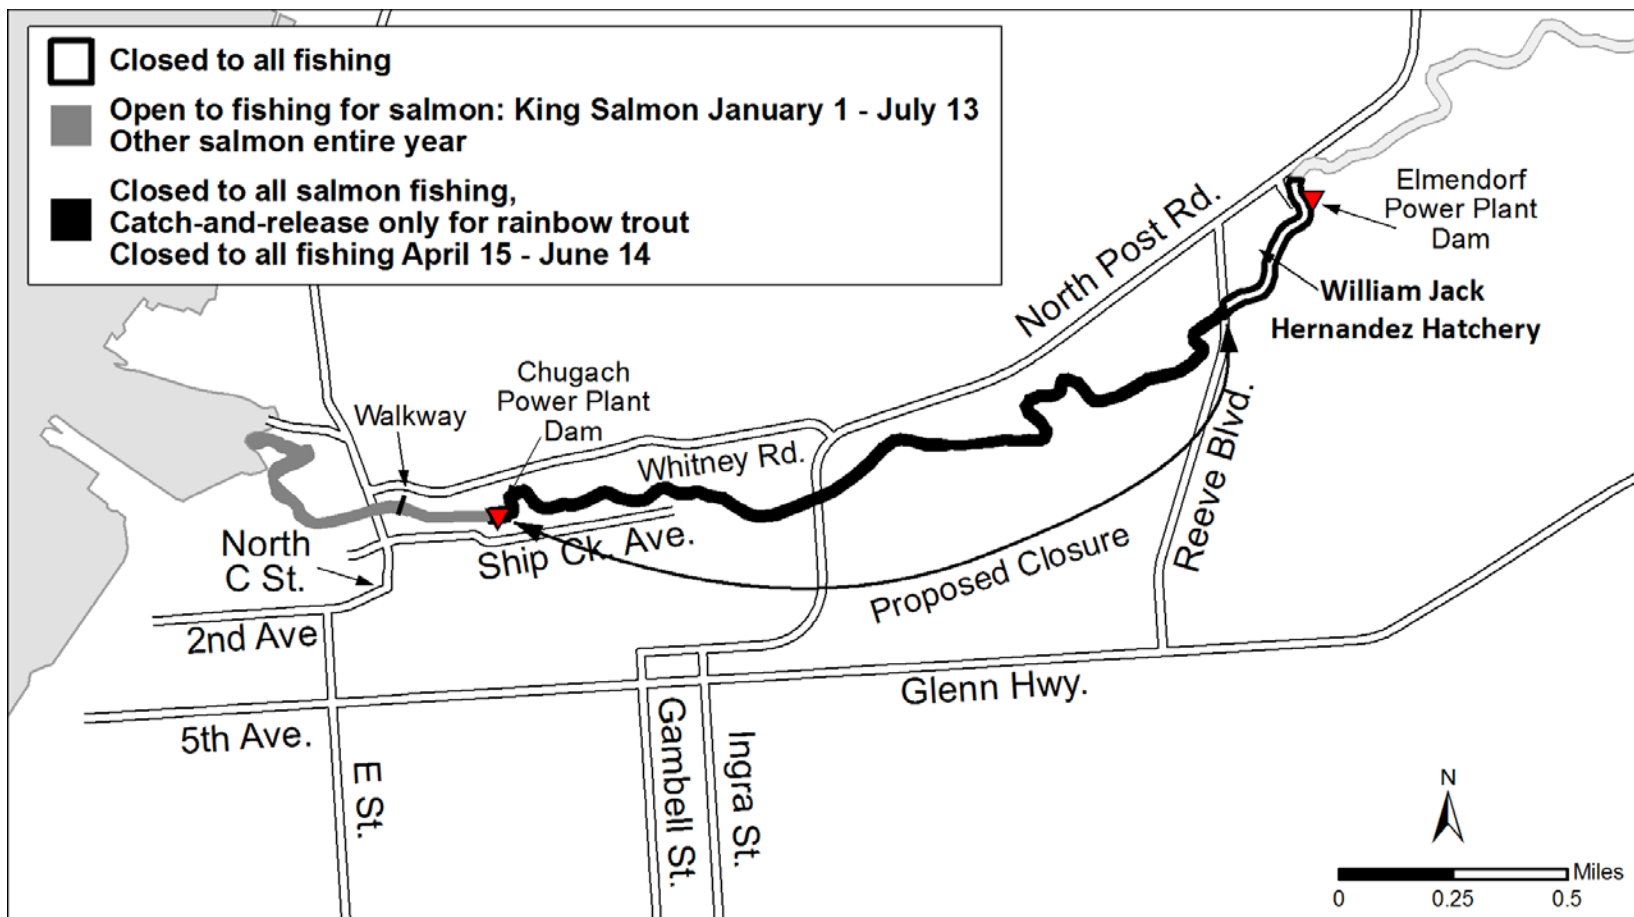 Closed to all fishing
Open to fishing for salmon: King Salmon January 1 - July 13
Other salmon entire year
Closed to all salmon fishing,
Catch-and-release only for rainbow trout
Closed to all fishing April 15 - June 14
North Post Rd.
Elmendorf
Power Plant
Dam
William Jack
Hernandez Hatchery
Chugach
Power Plant
Dam
Walkway
Whitney Rd.
Reeve Blvd.
North
C St.
Ship Ck. Ave.
Proposed Closure
2nd Ave
Glenn Hwy.
5th Ave.
E St.
Gambell St.
Ingra St.
N
Miles
0 0.25 0.5